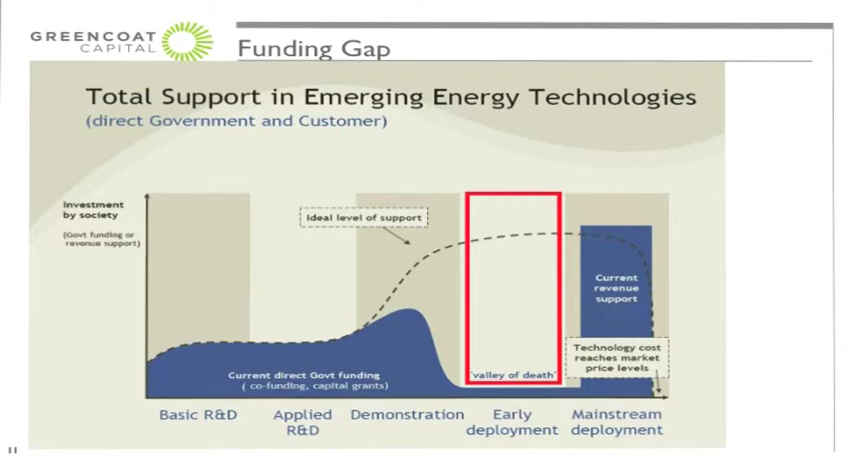 GREENCOAT
CAPITAL
Funding Gap
Total Support in Emerging Energy Technologies
(direct Government and Customer)
Investment
by society
(Govt funding or
revenue support)
Ideal level of support
Current
revenue
support
Technology cost
reaches market
price levels
Current direct Govt funding
( co-funding, capital grants)
'valley of death'
Basic R&D
Applied
R&D
Demonstration
Early
deployment
Mainstream
deployment
11